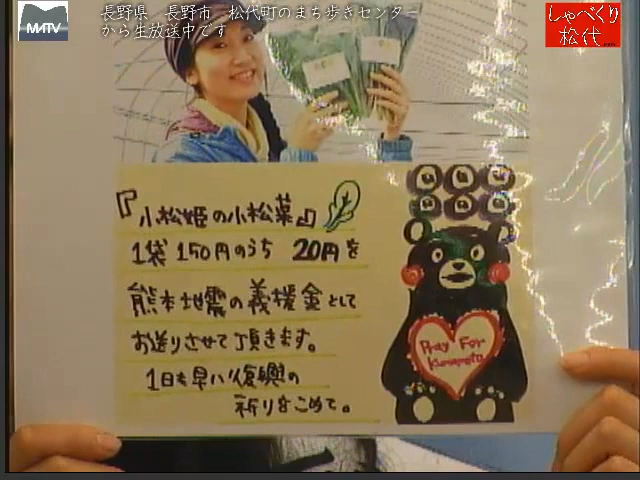 MATV
長野県　長野市　松代町のまち歩きセンター
から生放送中です
しゃべくり
松代.com
『小松姫の小松菜』
1袋150円のうち 20円を
熊本地震の義援金として
お送りさせて頂きます。
1日も早い復興の
祈りをこめて。
Pray For
Kumamoto